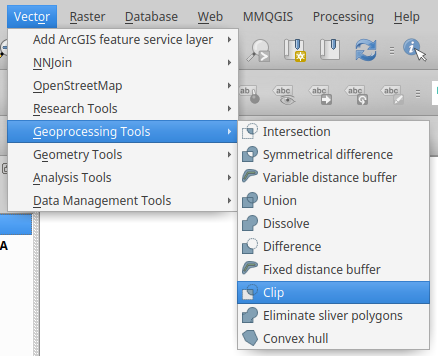 Vector Raster Database Web MMQGIS Processing Help
Add ArcGIS feature service layer
NNJoin
OpenStreetMap
Research Tools
Geoprocessing Tools
Geometry Tools
Analysis Tools
Data Management Tools
Intersection
Symmetrical difference
Variable distance buffer
Union
Dissolve
Difference
Fixed distance buffer
Clip
Eliminate sliver polygons
Convex hull
abc abc abc abc
A